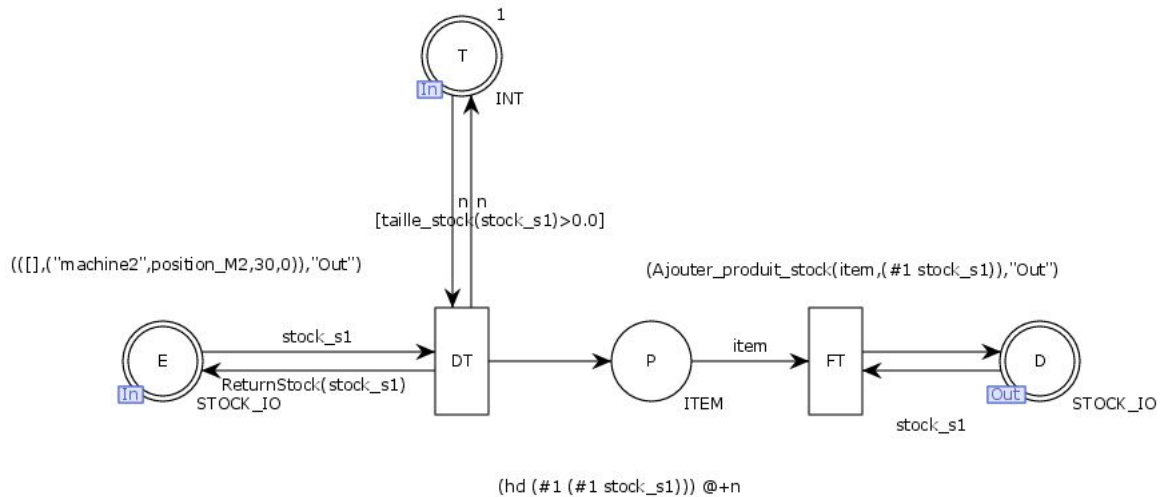 1
T
In
INT
n n
[taille_stock(stock_s1)>0.0]
(([],("machine2",position_M2,30,0)),"Out")
(Ajouter_produit_stock(item,(#1 stock_s1)),"Out")
stock_s1
item
E
DT
P
FT
D
ReturnStock(stock_s1)
In
STOCK_IO
ITEM
Out
STOCK_IO
stock_s1
(hd (#1 (#1 stock_s1))) @+n